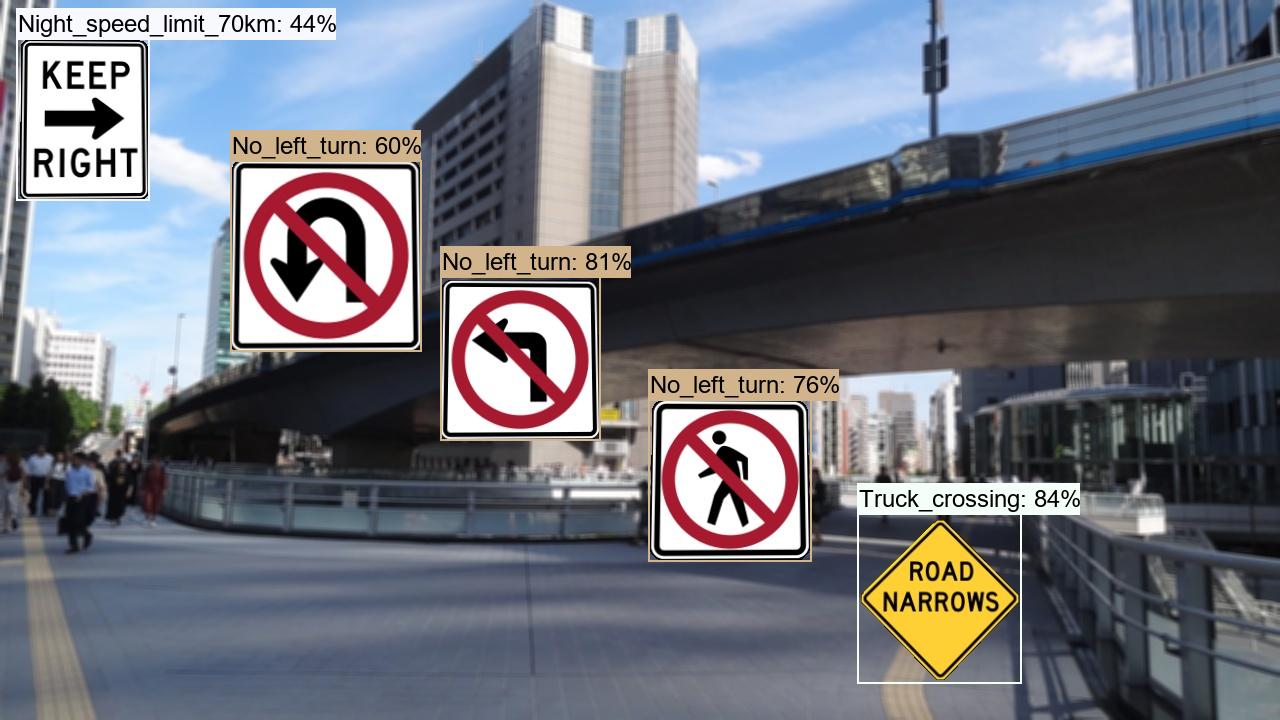 Night_speed_limit_70km: 44%
KEEP
RIGHT
No_left_turn: 60%
No_left_turn: 81%
No_left_turn: 76%
Truck_crossing: 84%
ROAD
NARROWS